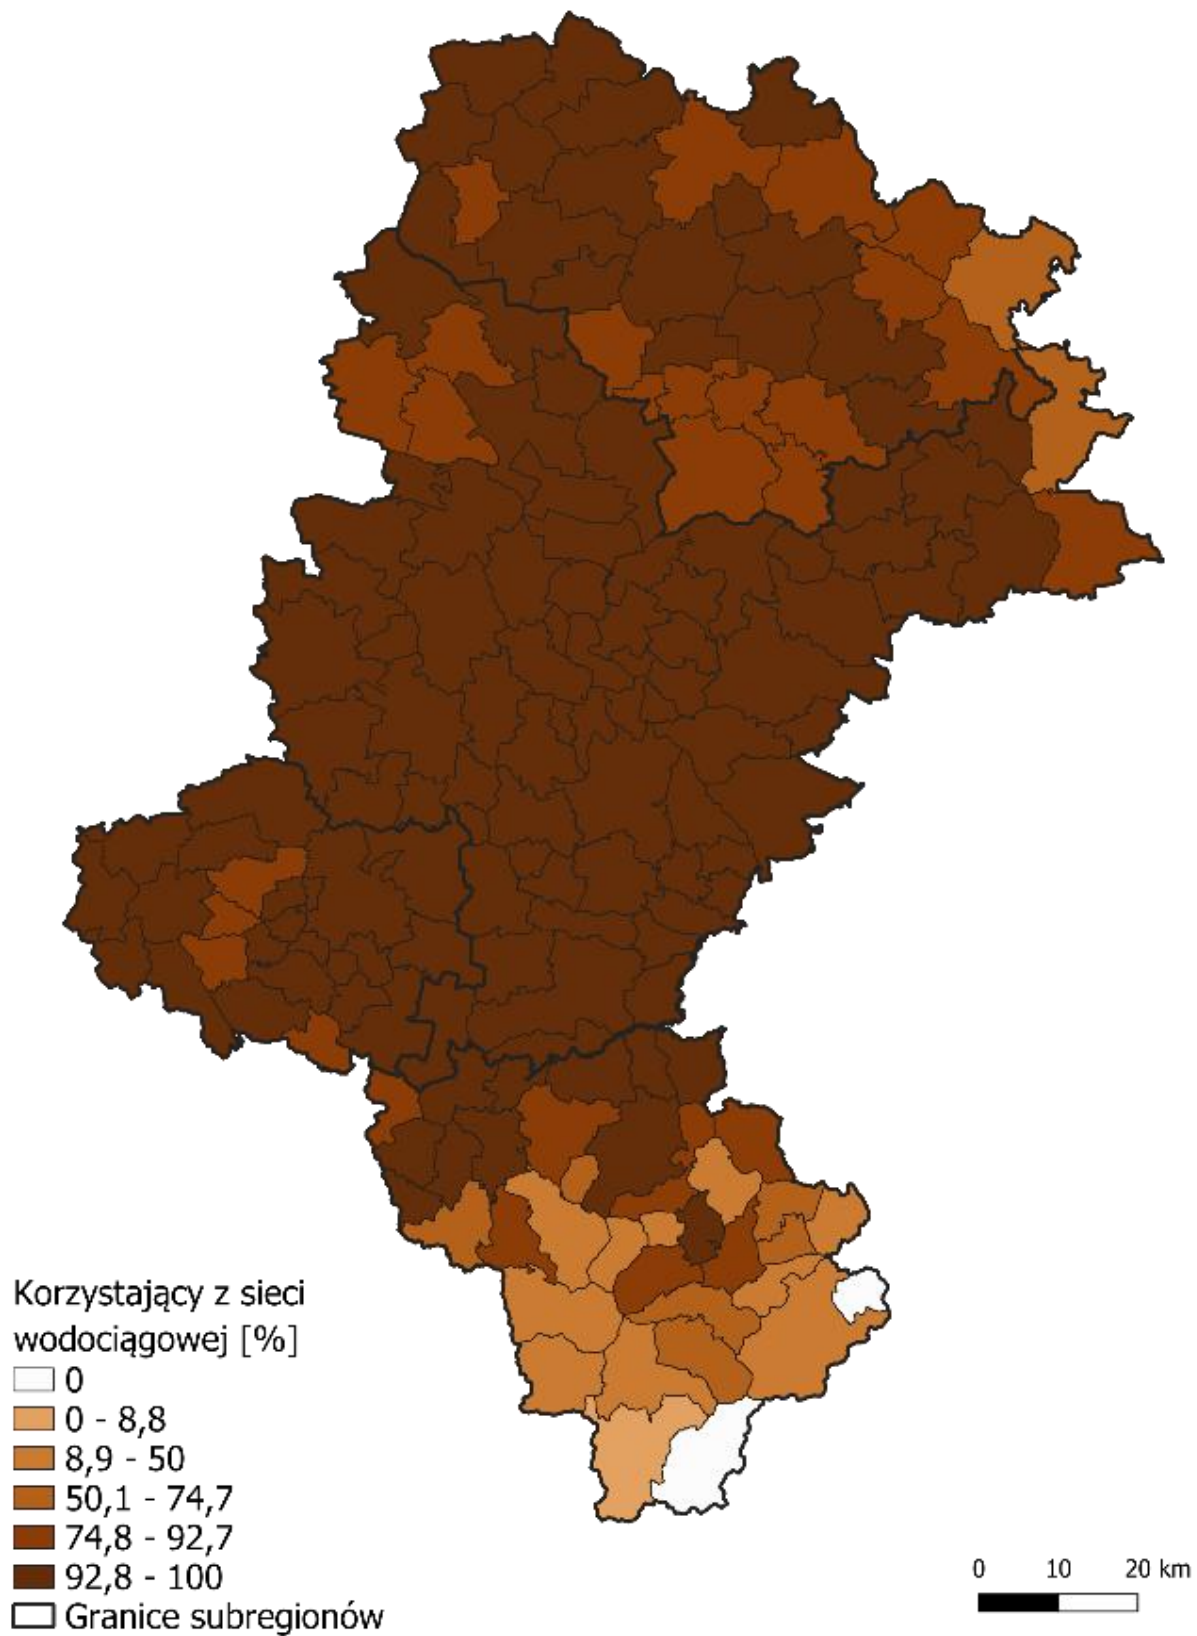 Korzystający z sieci
wodociągowej [%]
0
0 - 8,8
8,9 - 50
50,1 - 74,7
74,8 - 92,7
92,8 - 100
Granice subregionów
0 10 20 km